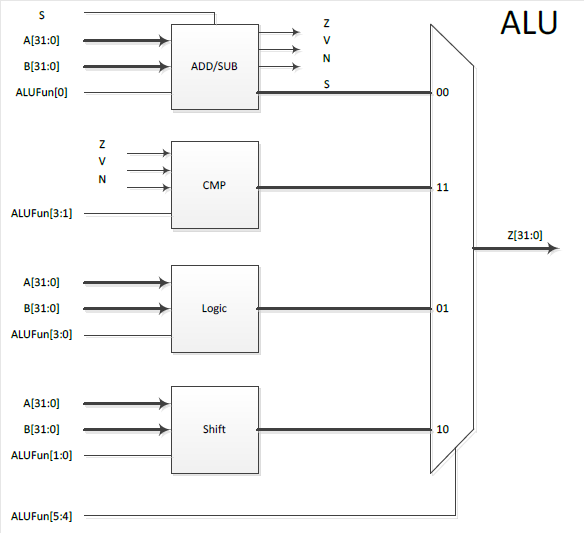 ALU
S
Z
A[31:0]
V
B[31:0]
ADD/SUB
N
ALUFun[0]
S
00
Z
V
N
CMP
11
ALUFun[3:1]
Z[31:0]
A[31:0]
B[31:0]
Logic
01
ALUFun[3:0]
A[31:0]
B[31:0]
Shift
10
ALUFun[1:0]
ALUFun[5:4]